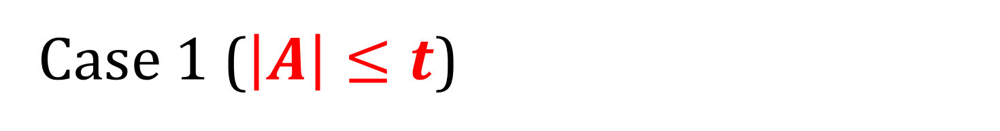 Case 1 (|A| ≤ t)